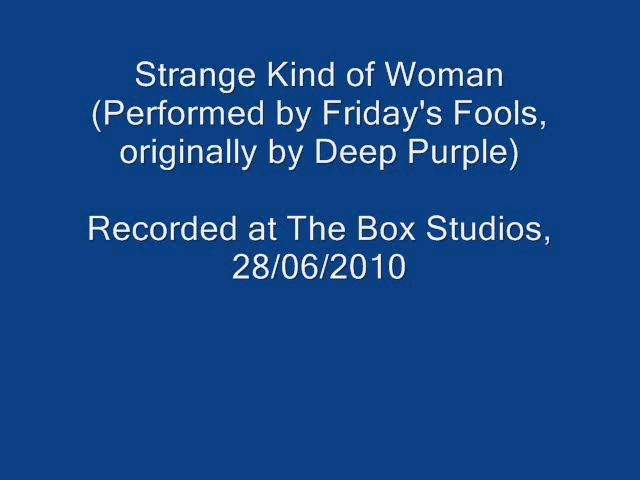 Strange Kind of Woman
(Performed by Friday's Fools,
originally by Deep Purple)
Recorded at The Box Studios,
28/06/2010